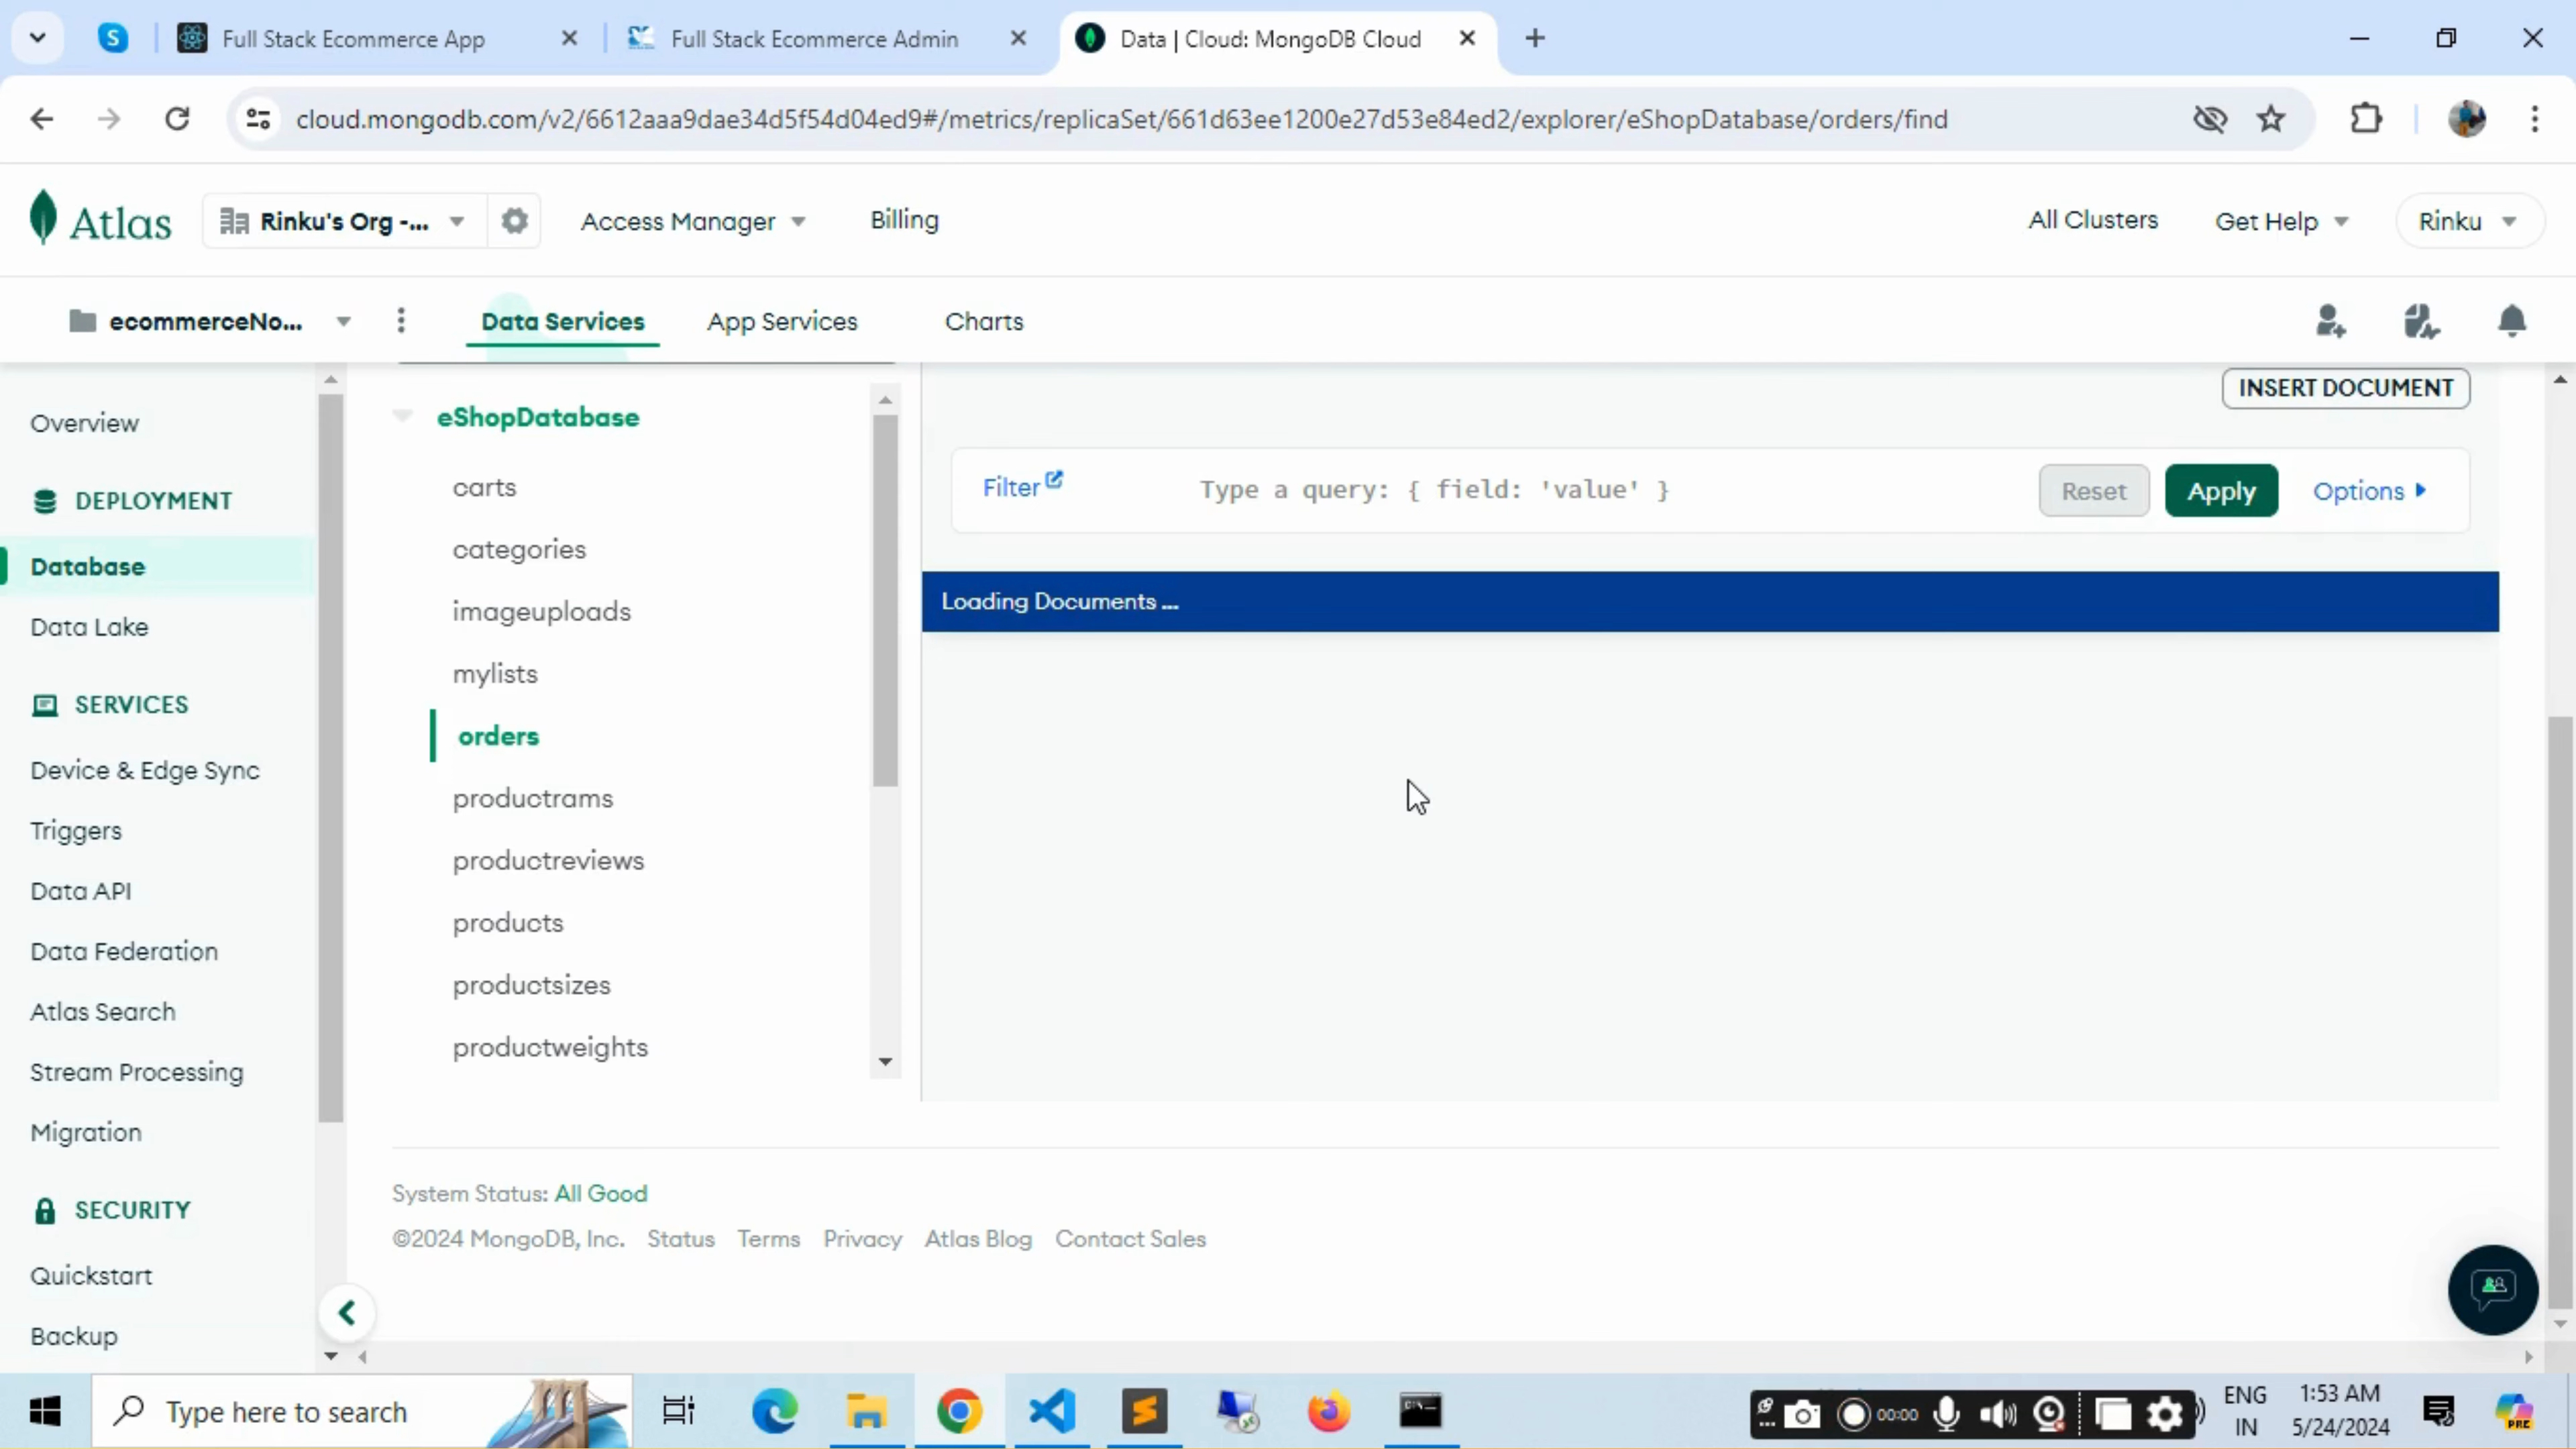 Full Stack Ecommerce App
Full Stack Ecommerce Admin
Data | Cloud: MongoDB Cloud
cloud.mongodb.com/v2/6612aaa9dae34d5f54d04ed9#/metrics/replicaSet/661d63ee1200e27d53e84ed2/explorer/eShopDatabase/orders/find
Atlas
Rinku's Org -...
Access Manager
Billing
All Clusters
Get Help
Rinku
ecommerceNo...
Data Services
App Services
Charts
Overview
DEPLOYMENT
Database
Data Lake
SERVICES
Device & Edge Sync
Triggers
Data API
Data Federation
Atlas Search
Stream Processing
Migration
SECURITY
Quickstart
Backup
eShopDatabase
carts
categories
imageuploads
mylists
orders
productrams
productreviews
products
productsizes
productweights
INSERT DOCUMENT
Filter
Type a query: { field: 'value' }
Reset
Apply
Options
Loading Documents ...
System Status: All Good
©2024 MongoDB, Inc. Status Terms Privacy Atlas Blog Contact Sales
Type here to search
00:00
ENG
IN
1:53 AM
5/24/2024
PRE